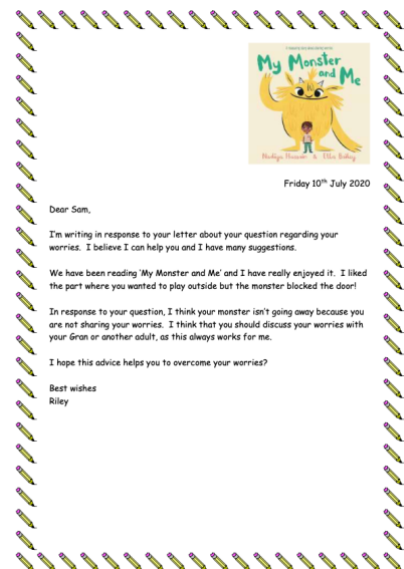 My Monster
and Me
Friday 10th July 2020
Dear Sam,
I'm writing in response to your letter about your question regarding your
worries. I believe I can help you and I have many suggestions.
We have been reading 'My Monster and Me' and I have really enjoyed it. I liked
the part where you wanted to play outside but the monster blocked the door!
In response to your question, I think your monster isn't going away because you
are not sharing your worries. I think that you should discuss your worries with
your Gran or another adult, as this always works for me.
I hope this advice helps you to overcome your worries?
Best wishes
Riley